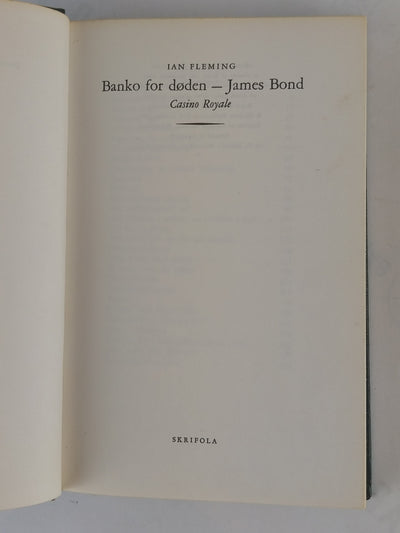 IAN FLEMING
Banko for døden — James Bond
Casino Royale
SKRIFOLA